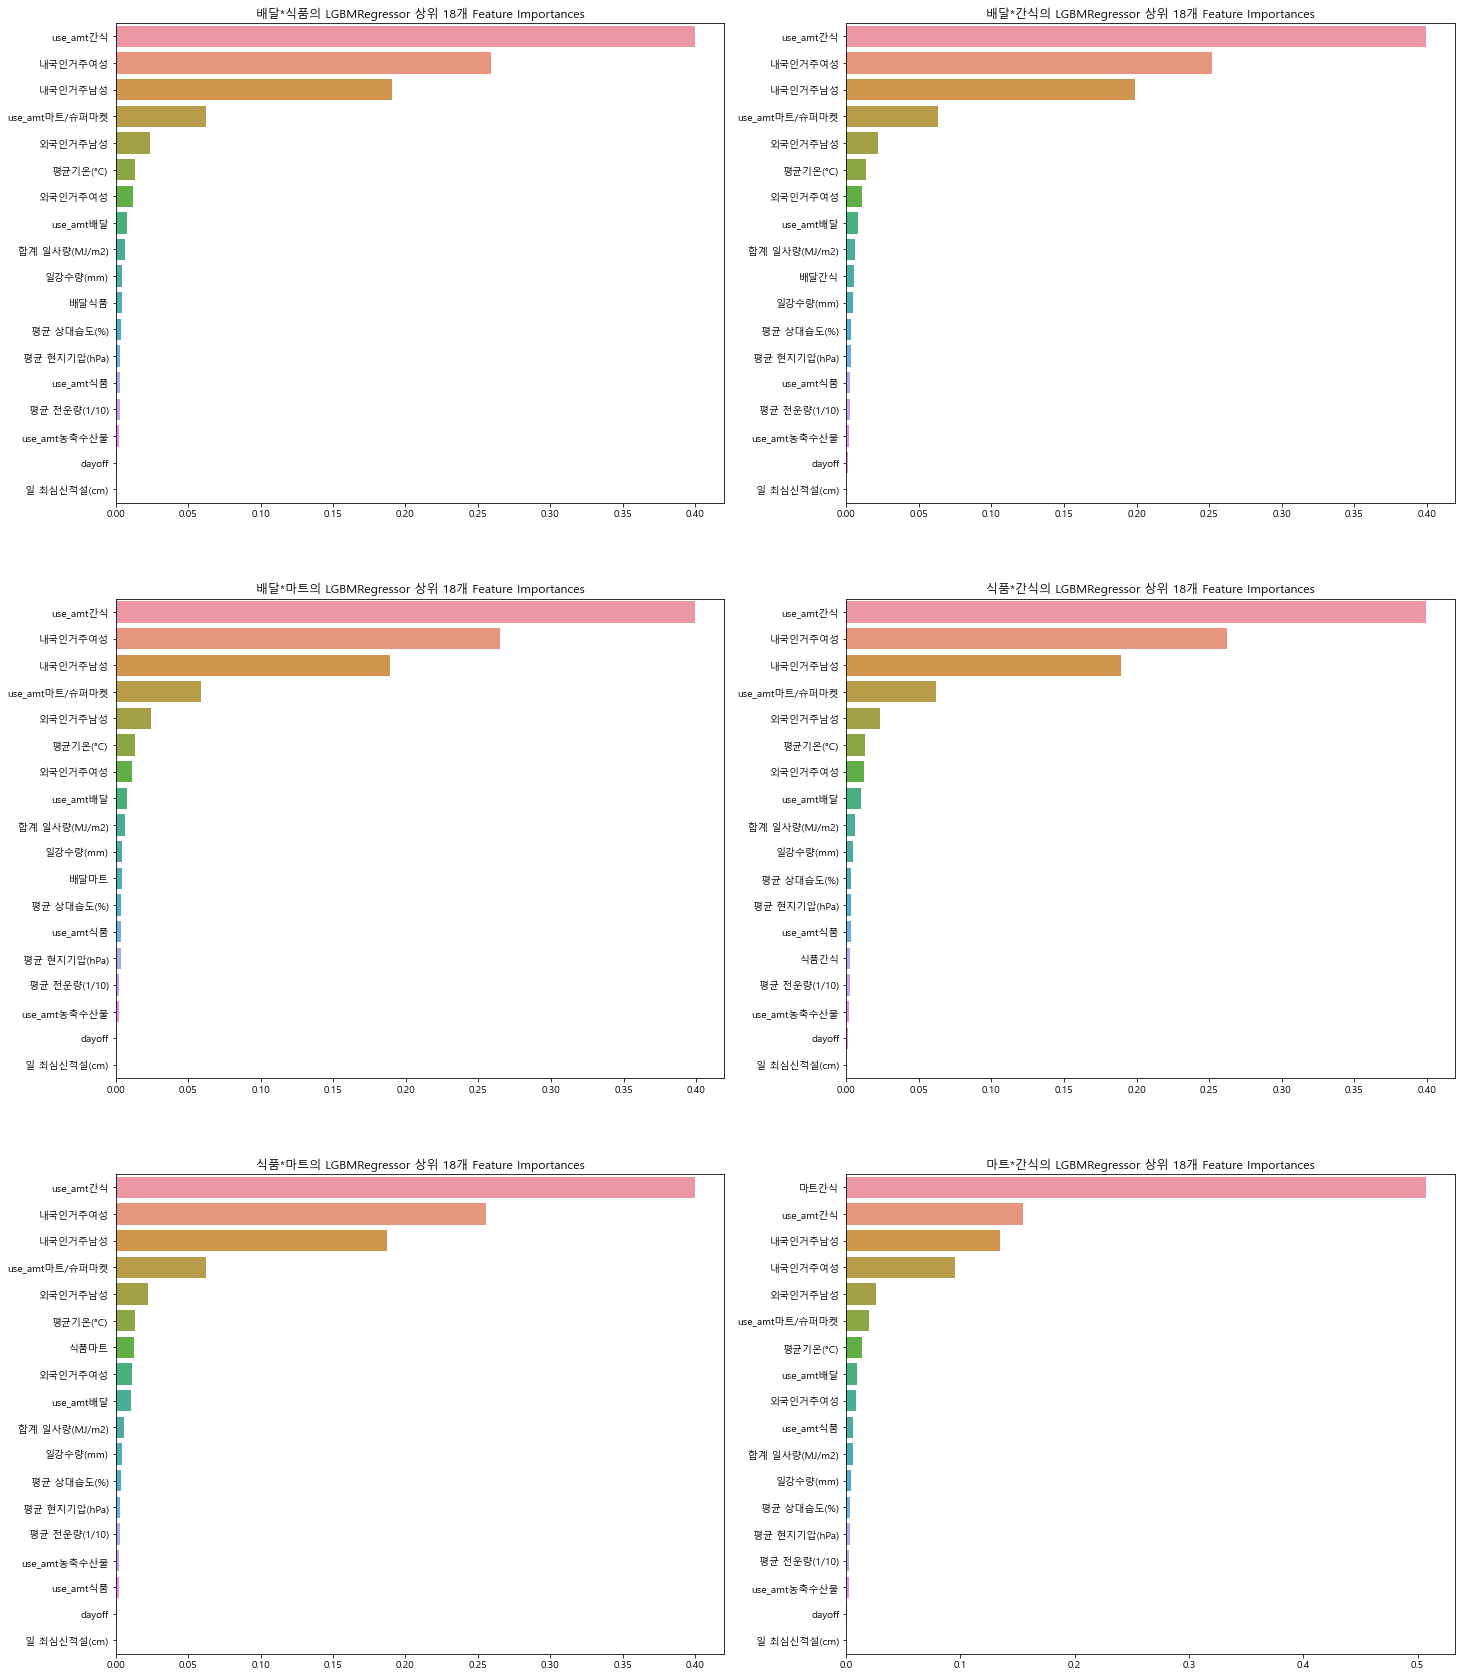 배달*식품의 LGBMRegressor 상위 18개 Feature Importances
use_amt간식
내국인거주여성
내국인거주남성
use_amt마트/슈퍼마켓
외국인거주남성
평균기온(°C)
외국인거주여성
use_amt배달
합계 일사량(MJ/m2)
일강수량(mm)
배달식품
평균 상대습도(%)
평균 현지기압(hPa)
use_amt식품
평균 전운량(1/10)
use_amt농축수산물
dayoff
일 최심신적설(cm)
0.00 0.05 0.10 0.15 0.20 0.25 0.30 0.35 0.40
배달*간식의 LGBMRegressor 상위 18개 Feature Importances
use_amt간식
내국인거주여성
내국인거주남성
use_amt마트/슈퍼마켓
외국인거주남성
평균기온(°C)
외국인거주여성
use_amt배달
합계 일사량(MJ/m2)
배달간식
일강수량(mm)
평균 상대습도(%)
평균 현지기압(hPa)
use_amt식품
평균 전운량(1/10)
use_amt농축수산물
dayoff
일 최심신적설(cm)
0.00 0.05 0.10 0.15 0.20 0.25 0.30 0.35 0.40
배달*마트의 LGBMRegressor 상위 18개 Feature Importances
use_amt간식
내국인거주여성
내국인거주남성
use_amt마트/슈퍼마켓
외국인거주남성
평균기온(°C)
외국인거주여성
use_amt배달
합계 일사량(MJ/m2)
일강수량(mm)
배달마트
평균 상대습도(%)
use_amt식품
평균 현지기압(hPa)
평균 전운량(1/10)
use_amt농축수산물
dayoff
일 최심신적설(cm)
0.00 0.05 0.10 0.15 0.20 0.25 0.30 0.35 0.40
식품*간식의 LGBMRegressor 상위 18개 Feature Importances
use_amt간식
내국인거주여성
내국인거주남성
use_amt마트/슈퍼마켓
외국인거주남성
평균기온(°C)
외국인거주여성
use_amt배달
합계 일사량(MJ/m2)
일강수량(mm)
평균 상대습도(%)
평균 현지기압(hPa)
use_amt식품
식품간식
평균 전운량(1/10)
use_amt농축수산물
dayoff
일 최심신적설(cm)
0.00 0.05 0.10 0.15 0.20 0.25 0.30 0.35 0.40
식품*마트의 LGBMRegressor 상위 18개 Feature Importances
use_amt간식
내국인거주여성
내국인거주남성
use_amt마트/슈퍼마켓
외국인거주남성
평균기온(°C)
식품마트
외국인거주여성
use_amt배달
합계 일사량(MJ/m2)
일강수량(mm)
평균 상대습도(%)
평균 현지기압(hPa)
평균 전운량(1/10)
use_amt농축수산물
use_amt식품
dayoff
일 최심신적설(cm)
0.00 0.05 0.10 0.15 0.20 0.25 0.30 0.35 0.40
마트*간식의 LGBMRegressor 상위 18개 Feature Importances
마트간식
use_amt간식
내국인거주남성
내국인거주여성
외국인거주남성
use_amt마트/슈퍼마켓
평균기온(°C)
use_amt배달
외국인거주여성
use_amt식품
합계 일사량(MJ/m2)
일강수량(mm)
평균 상대습도(%)
평균 현지기압(hPa)
평균 전운량(1/10)
use_amt농축수산물
dayoff
일 최심신적설(cm)
0.0 0.1 0.2 0.3 0.4 0.5